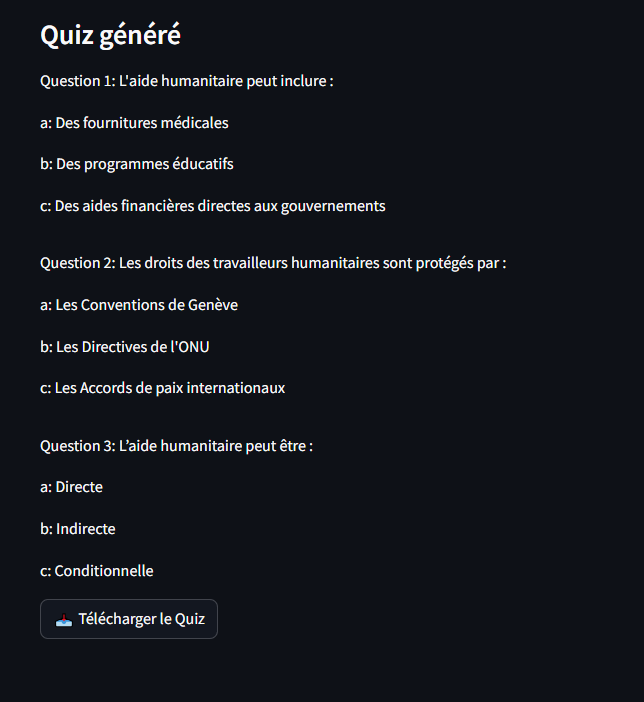 Quiz généré
Question 1: L'aide humanitaire peut inclure :
a: Des fournitures médicales
b: Des programmes éducatifs
c: Des aides financières directes aux gouvernements
Question 2: Les droits des travailleurs humanitaires sont protégés par :
a: Les Conventions de Genève
b: Les Directives de l'ONU
c: Les Accords de paix internationaux
Question 3: L’aide humanitaire peut être :
a: Directe
b: Indirecte
c: Conditionnelle
Télécharger le Quiz